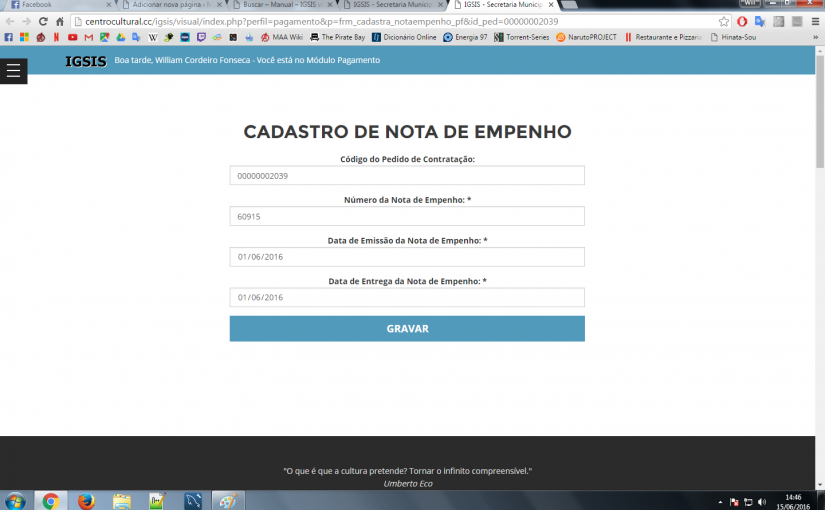 Facebook
Adicionar nova página ‹
Buscar – Manual – IGSIS
IGSIS - Secretaria Municip
IGSIS - Secretaria Municip
Will
centrocultural.cc/igsis/visual/index.php?perfil=pagamento&p=frm_cadastra_notaempenho_pf&id_ped=00000002039
MAA Wiki
The Pirate Bay
Dicionário Online
Energia 97
Torrent-Series
NarutoPROJECT
Restaurante e Pizzaria
Hinata-Sou
IGSIS Boa tarde, William Cordeiro Fonseca - Você está no Módulo Pagamento
CADASTRO DE NOTA DE EMPENHO
Código do Pedido de Contratação:
00000002039
Número da Nota de Empenho: *
60915
Data de Emissão da Nota de Empenho: *
01/06/2016
Data de Entrega da Nota de Empenho: *
01/06/2016
GRAVAR
"O que é que a cultura pretende? Tornar o infinito compreensível."
Umberto Eco
14:46
15/06/2016